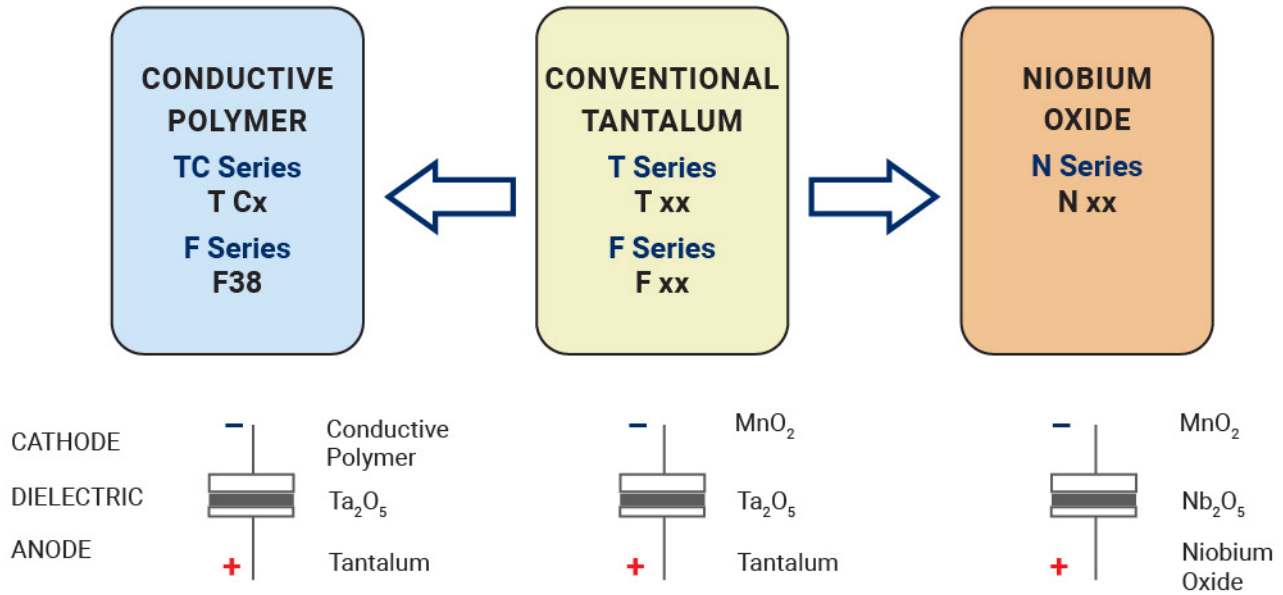 CONDUCTIVE
POLYMER
TC Series
T Cx
F Series
F38
CONVENTIONAL
TANTALUM
T Series
T xx
F Series
F xx
NIOBIUM
OXIDE
N Series
N xx
CATHODE
DIELECTRIC
ANODE
−
Conductive
Polymer
Ta₂O₅
+
Tantalum
−
MnO₂
Ta₂O₅
+
Tantalum
−
MnO₂
Nb₂O₅
+
Niobium
Oxide